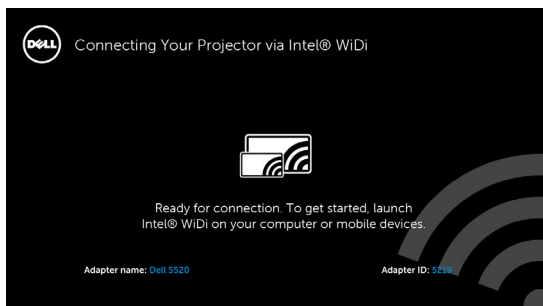 DELL
Connecting Your Projector via Intel® WiDi
Ready for connection. To get started, launch
Intel® WiDi on your computer or mobile devices.
Adapter name: Dell S520
Adapter ID: 5219